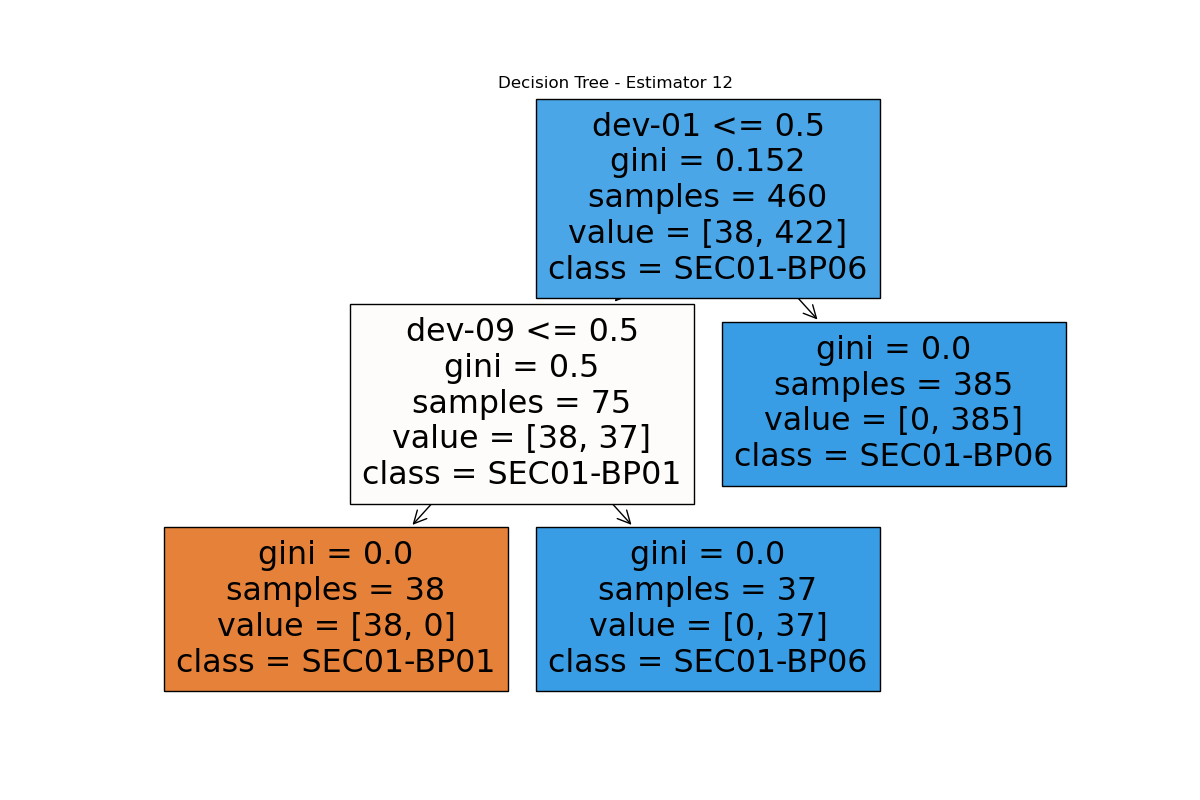 Decision Tree - Estimator 12
dev-01 <= 0.5
gini = 0.152
samples = 460
value = [38, 422]
class = SEC01-BP06
dev-09 <= 0.5
gini = 0.5
samples = 75
value = [38, 37]
class = SEC01-BP01
gini = 0.0
samples = 385
value = [0, 385]
class = SEC01-BP06
gini = 0.0
samples = 38
value = [38, 0]
class = SEC01-BP01
gini = 0.0
samples = 37
value = [0, 37]
class = SEC01-BP06